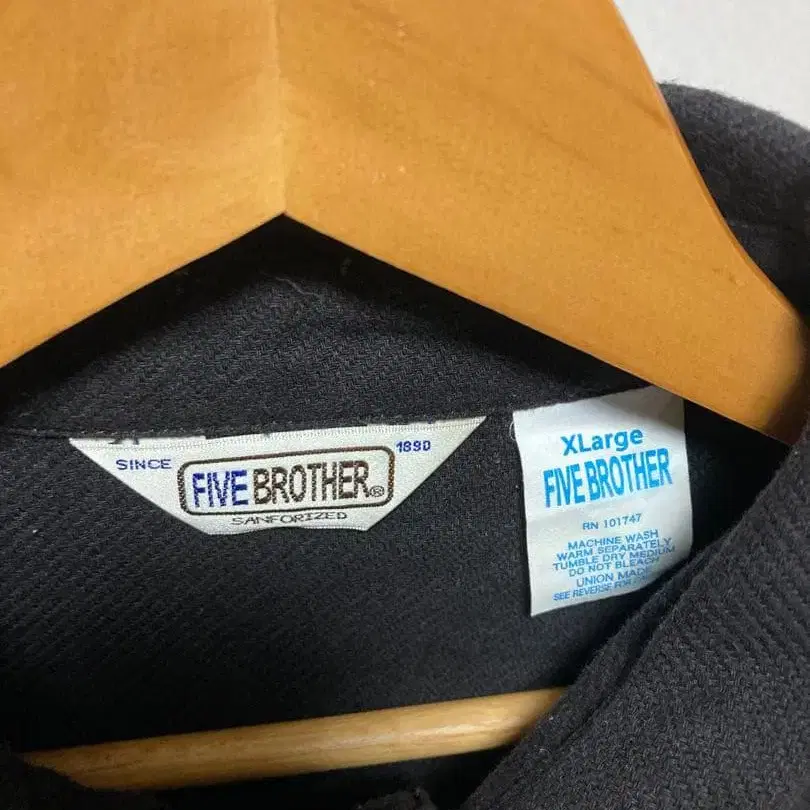 SINCE 1890
FIVE BROTHER®
SANFORIZED
XLarge
FIVE BROTHER
RN 101747
MACHINE WASH
WARM SEPARATELY
TUMBLE DRY MEDIUM
DO NOT BLEACH
UNION MADE
SEE REVERSE FOR